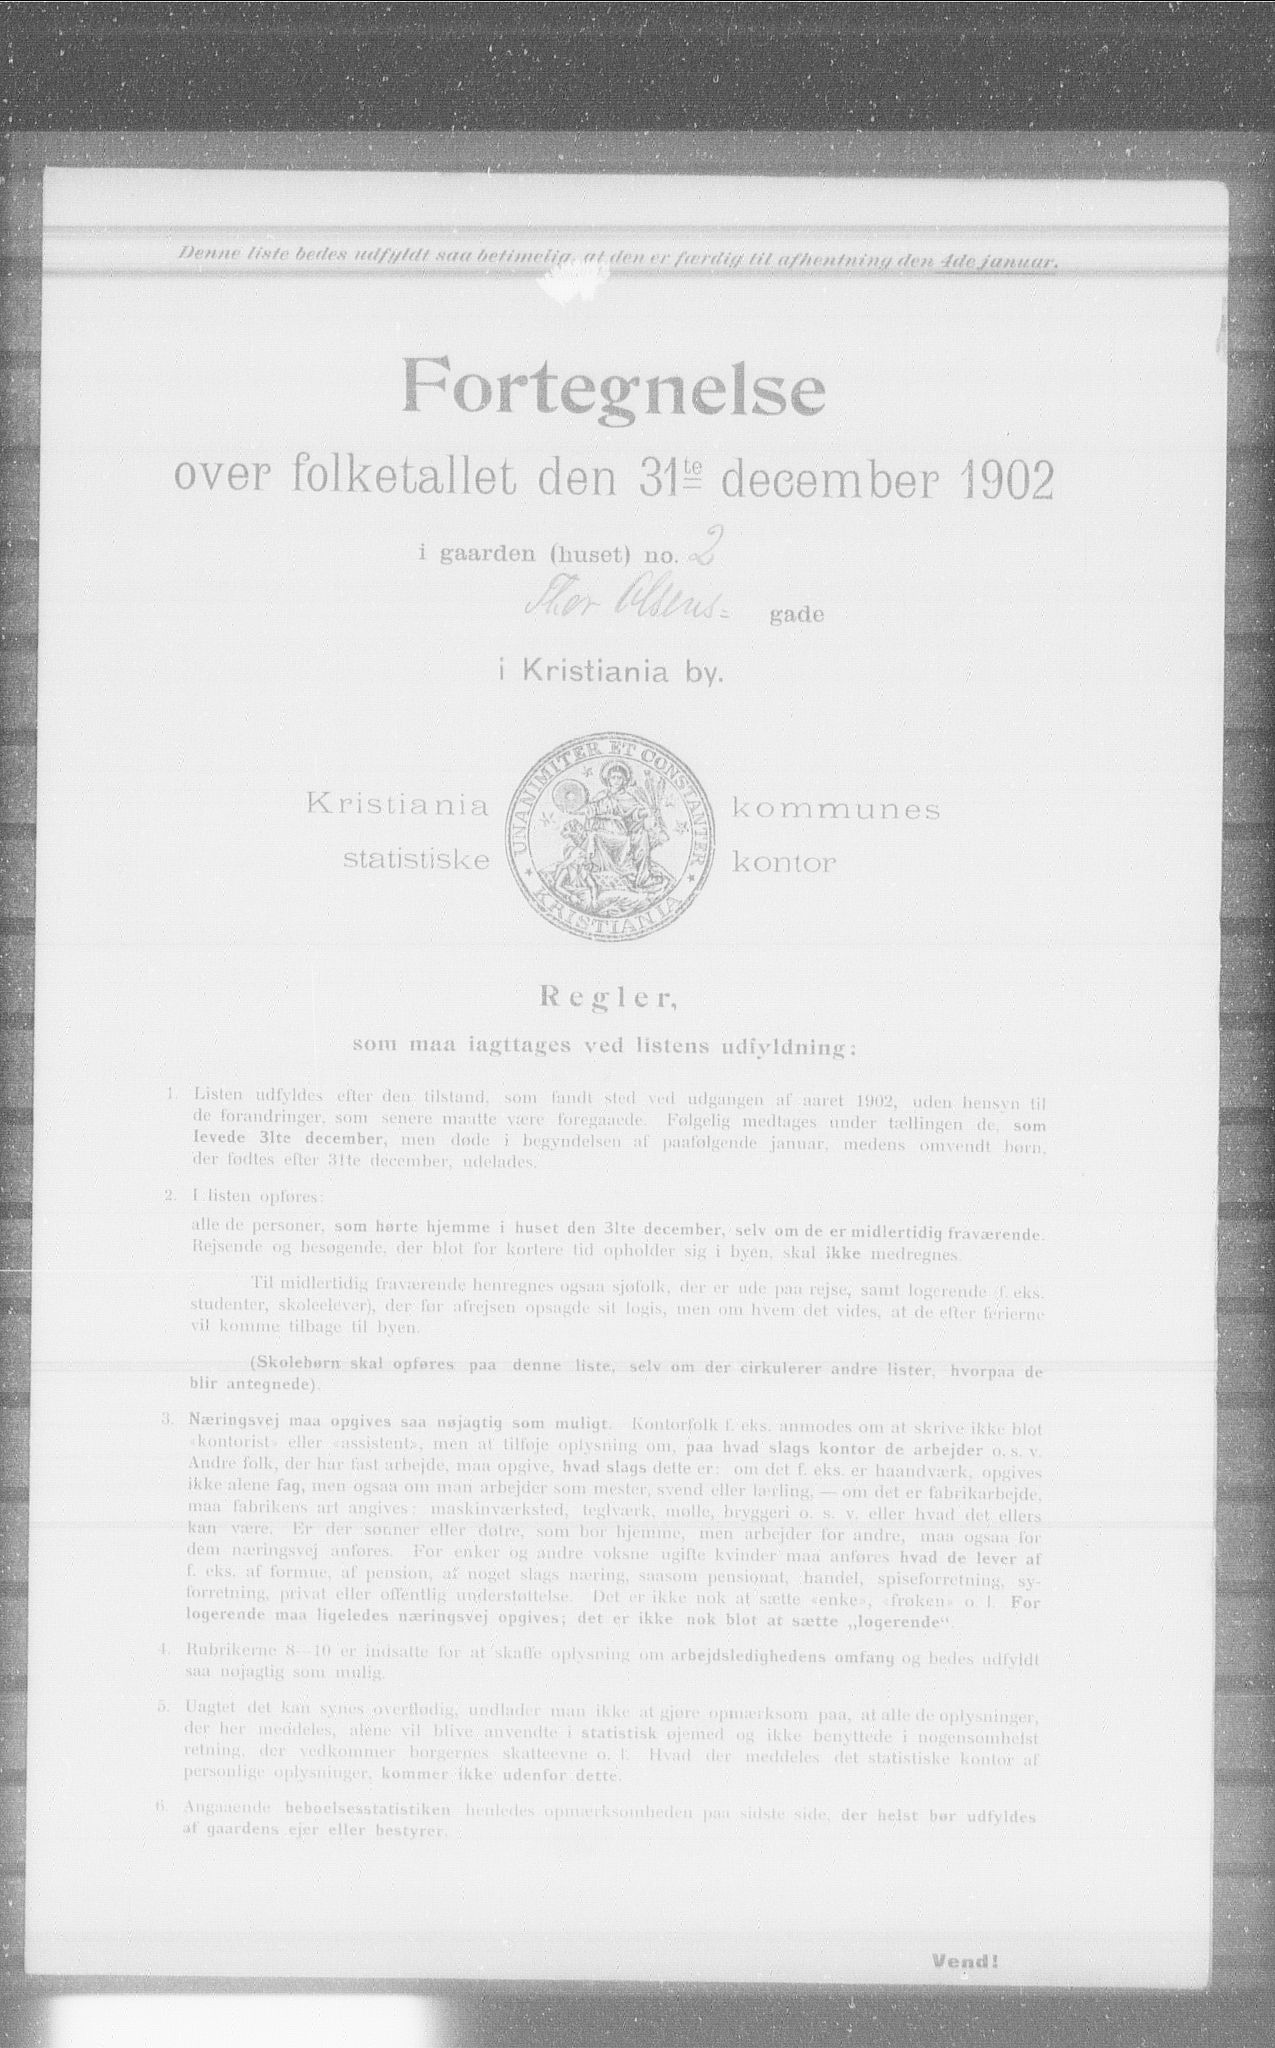 Denne liste bedes udfyldt saa betimelig, at den er færdig til afhentning den 4de januar.
Fortegnelse
over folketallet den 31te december 1902
i gaarden (huset) no. 2
Thor Olsens- gade
i Kristiania by.
Kristiania kommunes
statistiske kontor
UNANIMITER ET CONSTANTER
KRISTIANIA
Regler,
som maa iagttages ved listens udfyldning:
1. Listen udfyldes efter den tilstand, som fandt sted ved udgangen af aaret 1902, uden hensyn til
de forandringer, som senere maatte være foregaaede. Følgelig medtages under tællingen de, som
levede 31te december, men døde i begyndelsen af paafølgende januar, medens omvendt børn,
der fødtes efter 31te december, udelades.
2. I listen opføres:
alle de personer, som hørte hjemme i huset den 31te december, selv om de er midlertidig fraværende.
Rejsende og besøgende, der blot for kortere tid opholder sig i byen, skal ikke medregnes.
Til midlertidig fraværende henregnes ogsaa sjøfolk, der er ude paa rejse, samt logerende (f. eks.
studenter, skoleelever), der før afrejsen opsagde sit logis, men om hvem det vides, at de efter ferierne
vil komme tilbage til byen.
(Skolebørn skal opføres paa denne liste, selv om der cirkulerer andre lister, hvorpaa de
blir antegnede).
3. Næringsvej maa opgives saa nøjagtig som muligt. Kontorfolk f. eks. anmodes om at skrive ikke blot
«kontorist» eller «assistent», men at tilføje oplysning om, paa hvad slags kontor de arbejder o. s. v.
Andre folk, der har fast arbejde, maa opgive, hvad slags dette er: om det f. eks. er haandværk, opgives
ikke alene fag, men ogsaa om man arbejder som mester, svend eller lærling, — om det er fabrikarbejde,
maa fabrikens art angives: maskinværksted, teglværk, mølle, bryggeri o. s. v. eller hvad det ellers
kan være. Er der sønner eller døtre, som bor hjemme, men arbejder for andre, maa ogsaa for
dem næringsvej anføres. For enker og andre voksne ugifte kvinder maa anføres hvad de lever af
f. eks. af formue, af pension, af noget slags næring, saasom pensionat, handel, spiseforretning, sy-
forretning, privat eller offentlig understøttelse. Det er ikke nok at sætte «enke», «frøken» o. l. For
logerende maa ligeledes næringsvej opgives; det er ikke nok blot at sætte „logerende“.
4. Rubrikerne 8—10 er indsatte for at skaffe oplysning om arbejdsledighedens omfang og bedes udfyldt
saa nøjagtig som mulig.
5. Uagtet det kan synes overflødig, undlader man ikke at gjøre opmærksom paa, at alle de oplysninger,
der her meddeles, alene vil blive anvendte i statistisk øjemed og ikke benyttede i nogensomhelst
retning, der vedkommer borgernes skatteevne o. l. Hvad der meddeles det statistiske kontor af
personlige oplysninger, kommer ikke udenfor dette.
6. Angaaende beboelsesstatistiken henledes opmærksomheden paa sidste side, der helst bør udfyldes
af gaardens ejer eller bestyrer.
Vend!